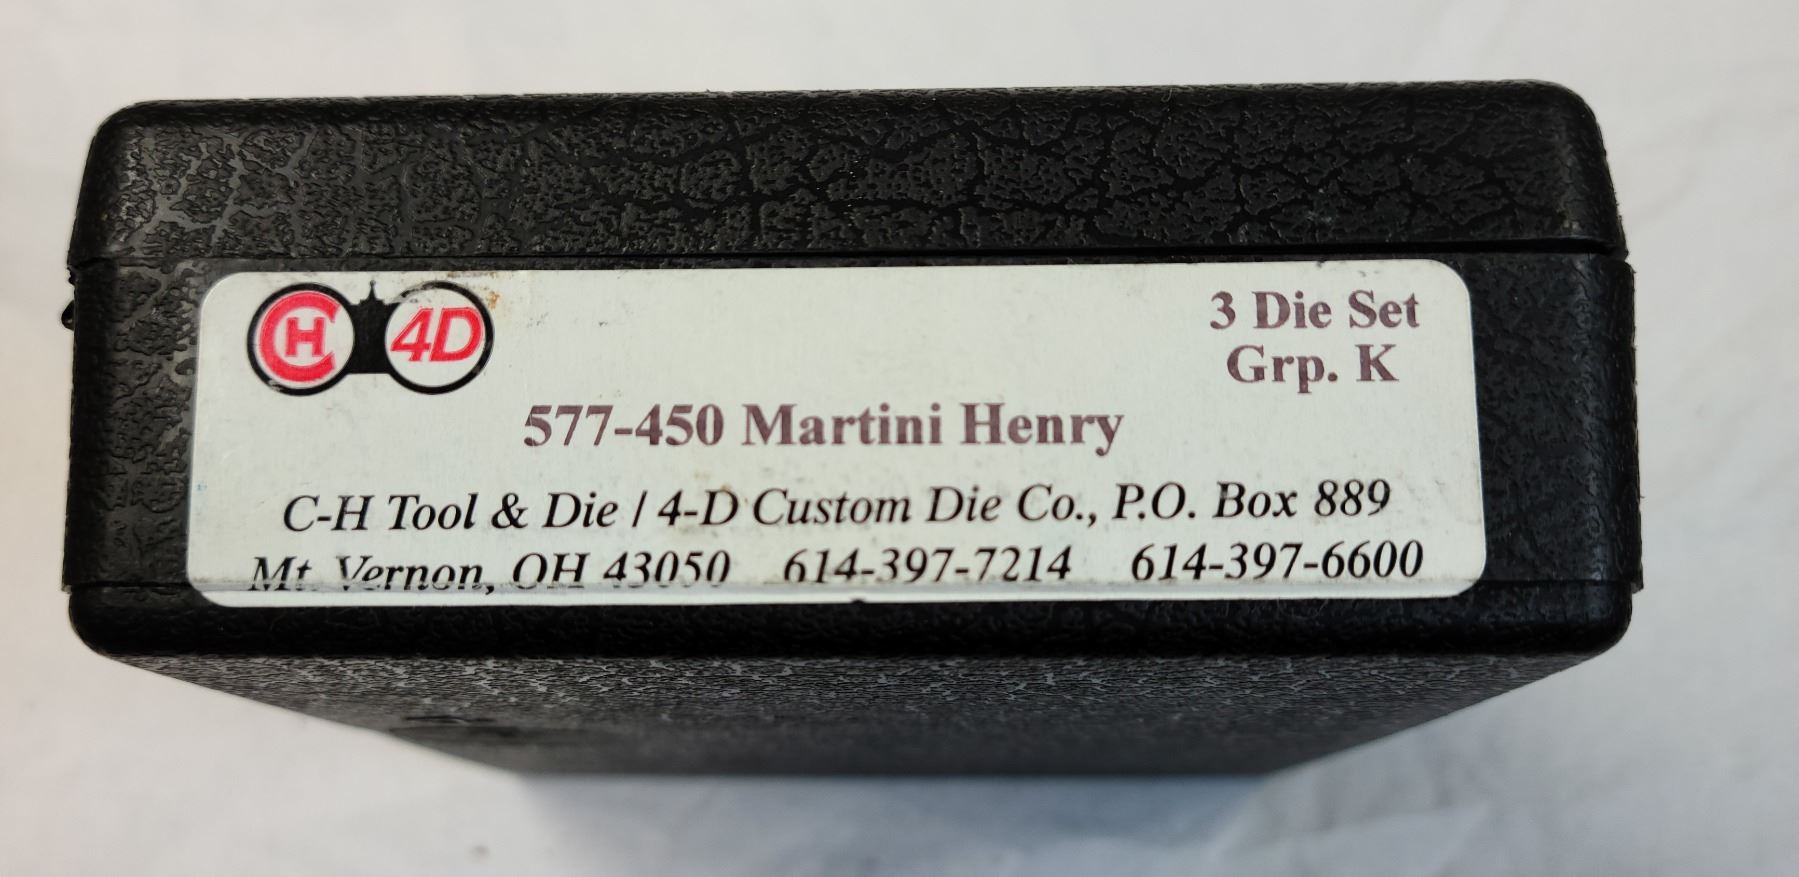 CH 4D
3 Die Set
Grp. K
577-450 Martini Henry
C-H Tool & Die / 4-D Custom Die Co., P.O. Box 889
Mt. Vernon, OH 43050 614-397-7214 614-397-6600